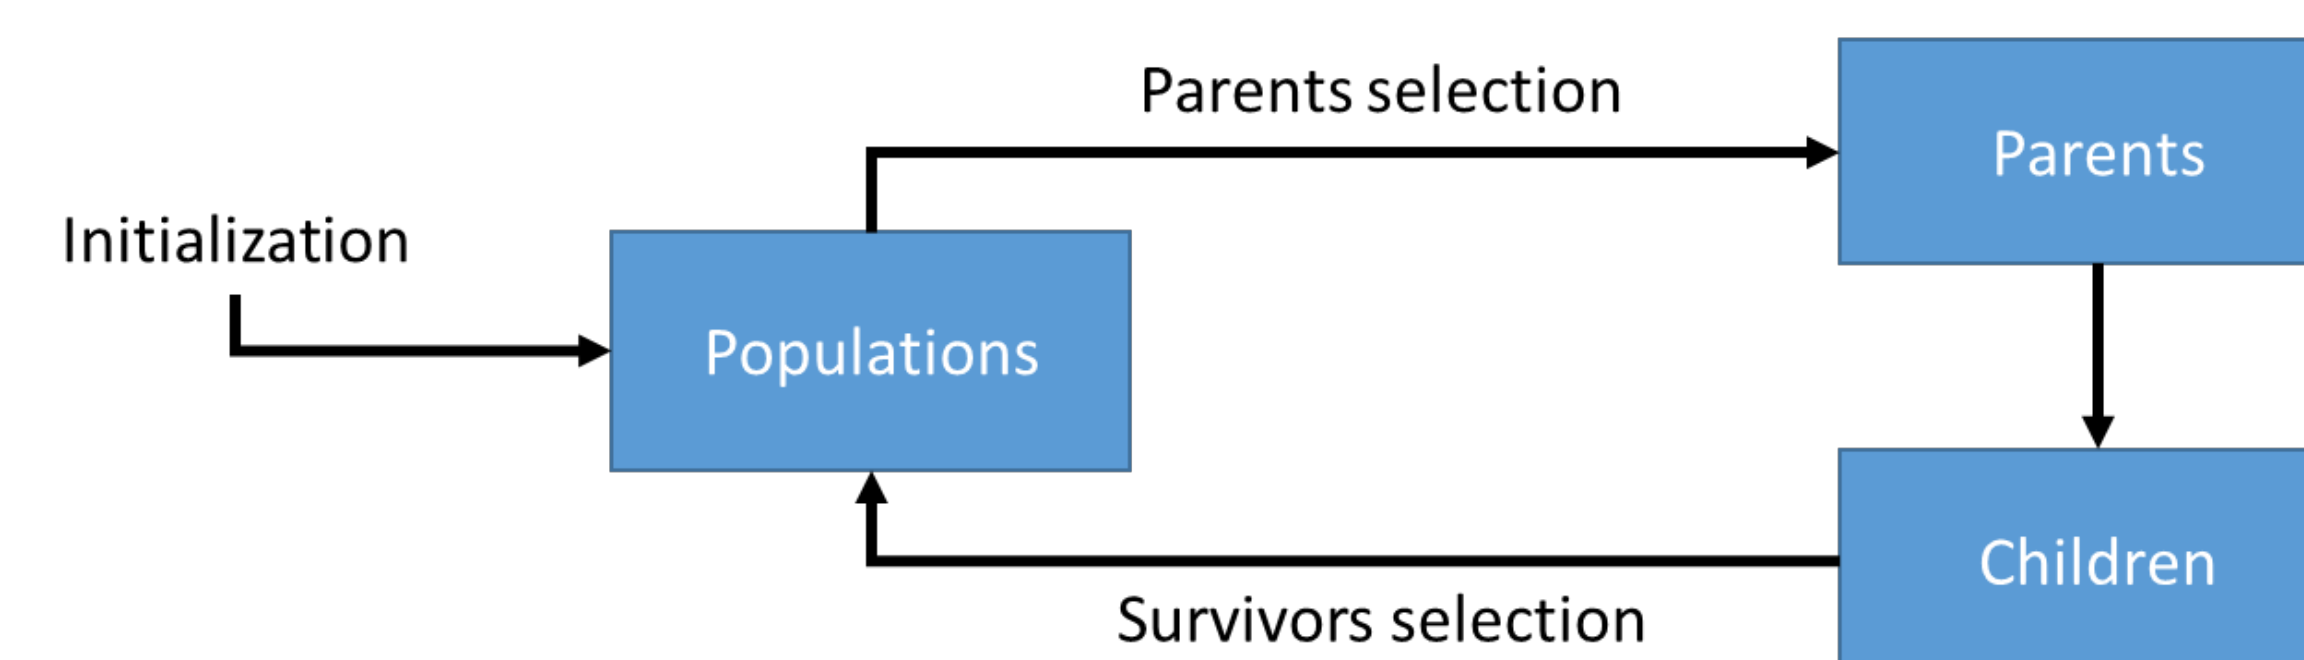 Parents selection
Parents
Initialization
Populations
Children
Survivors selection